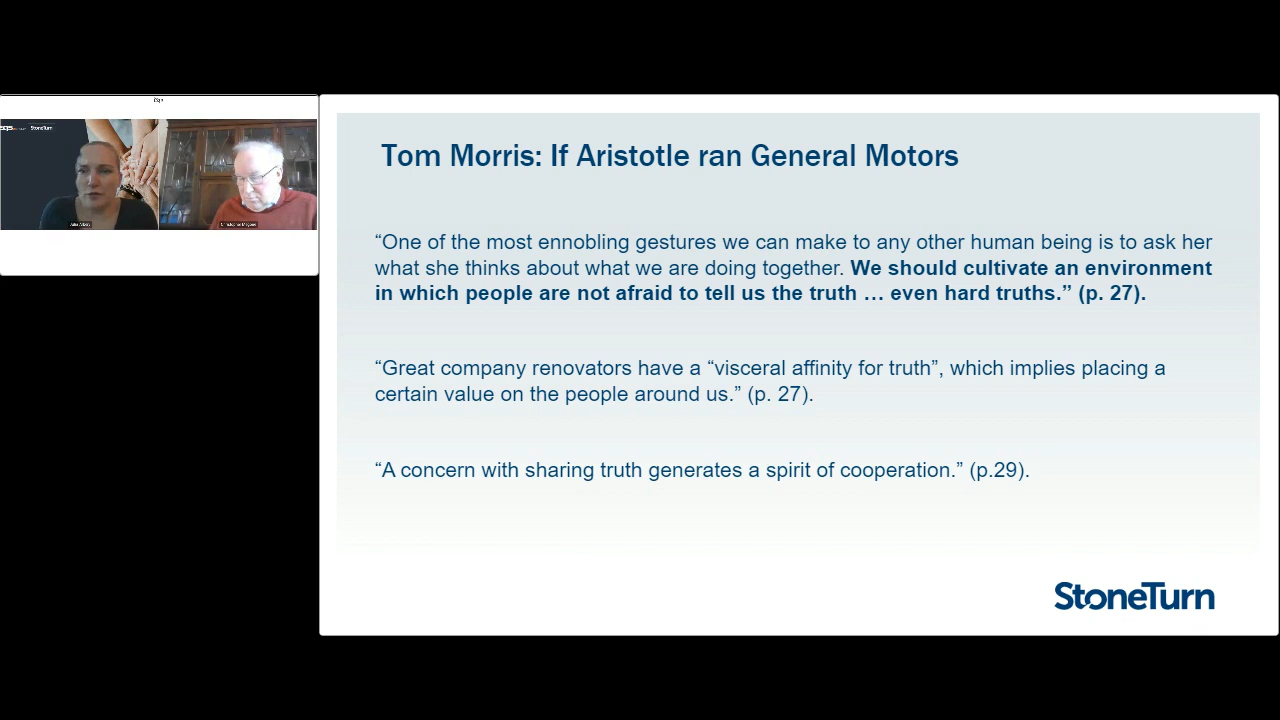 StoneTurn
Tom Morris: If Aristotle ran General Motors
“One of the most ennobling gestures we can make to any other human being is to ask her
what she thinks about what we are doing together. We should cultivate an environment
in which people are not afraid to tell us the truth … even hard truths.” (p. 27).
“Great company renovators have a “visceral affinity for truth”, which implies placing a
certain value on the people around us.” (p. 27).
“A concern with sharing truth generates a spirit of cooperation.” (p.29).
StoneTurn